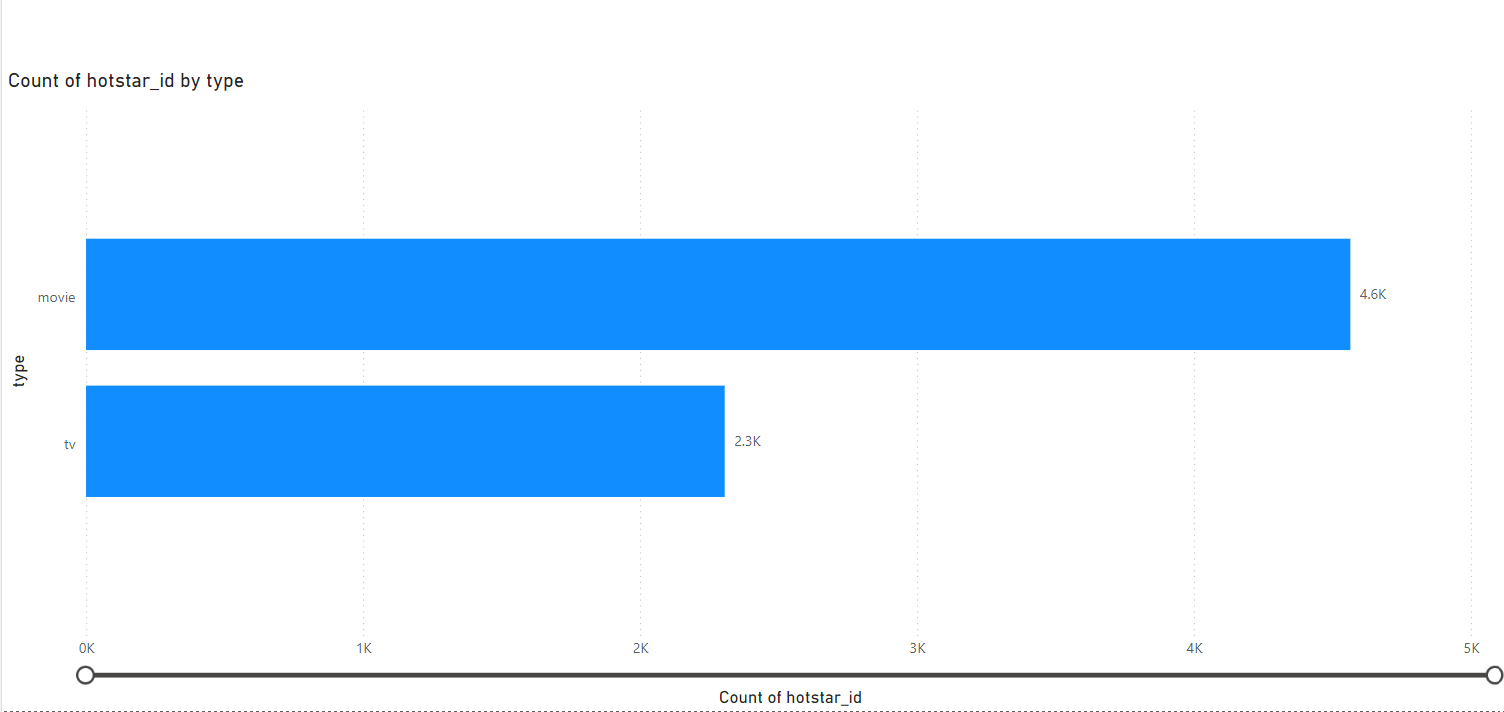 Count of hotstar_id by type
movie
4.6K
type
tv
2.3K
0K 1K 2K 3K 4K 5K
Count of hotstar_id